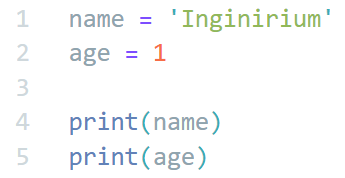 1 name = 'Inginirium'
2 age = 1
3
4 print(name)
5 print(age)